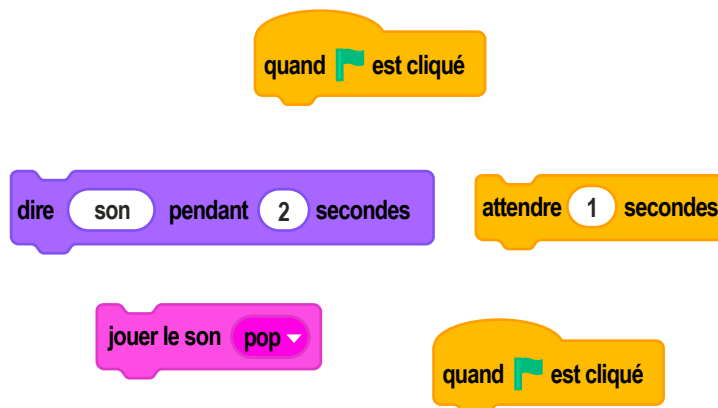 quand est cliqué
dire son pendant 2 secondes
attendre 1 secondes
jouer le son pop
quand est cliqué